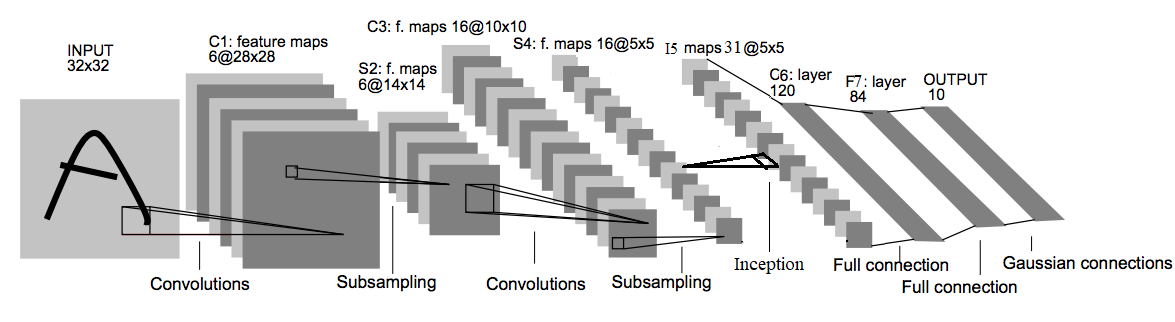 INPUT
32x32
C1: feature maps
6@28x28
S2: f. maps
6@14x14
C3: f. maps 16@10x10
S4: f. maps 16@5x5
I5 maps 31@5x5
C6: layer
120
F7: layer
84
OUTPUT
10
Convolutions
Subsampling
Convolutions
Subsampling
Inception
Full connection
Full connection
Gaussian connections